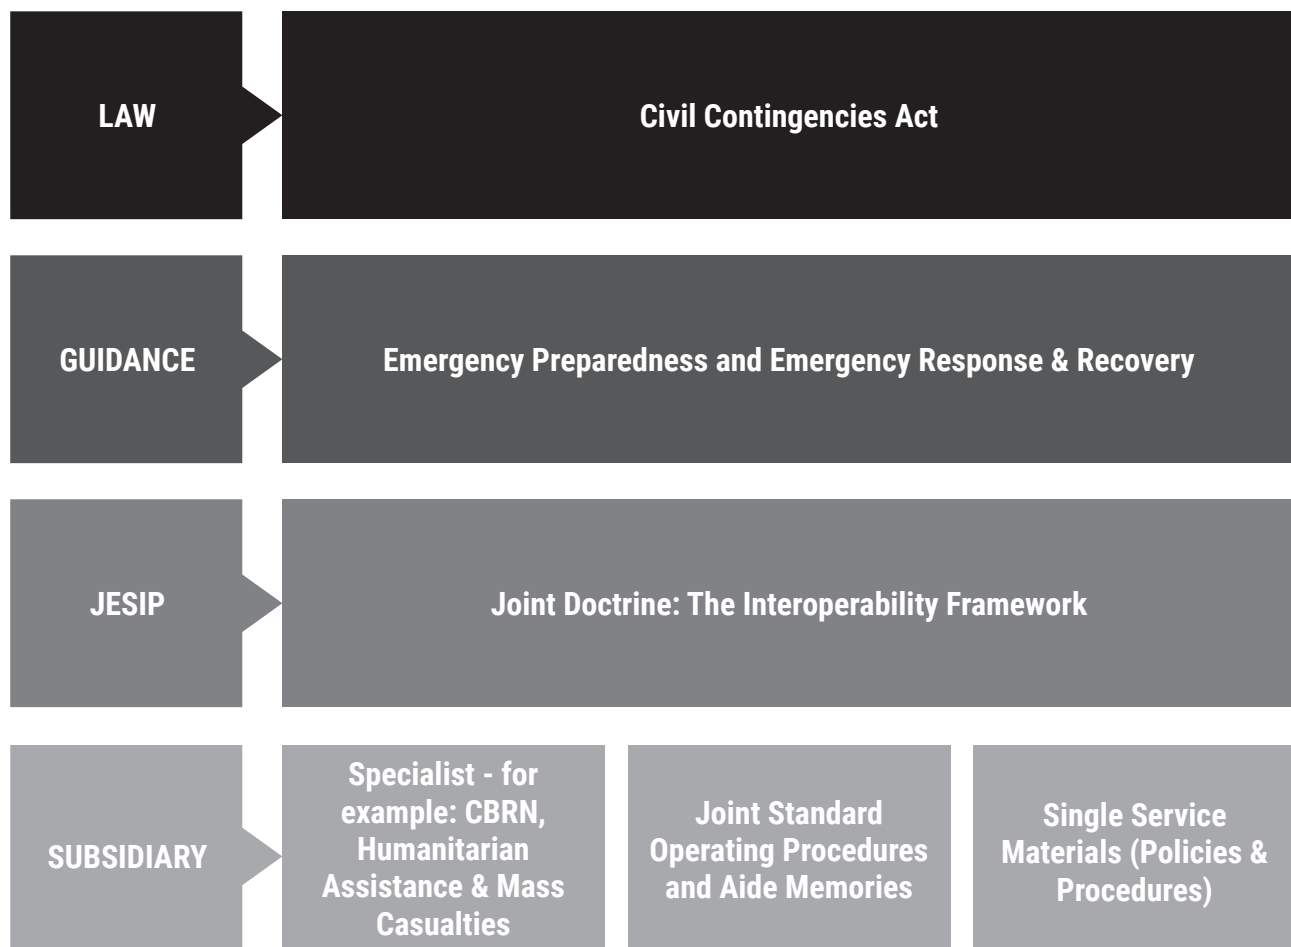 LAW
Civil Contingencies Act
GUIDANCE
Emergency Preparedness and Emergency Response & Recovery
JESIP
Joint Doctrine: The Interoperability Framework
SUBSIDIARY
Specialist - for
example: CBRN,
Humanitarian
Assistance & Mass
Casualties
Joint Standard
Operating Procedures
and Aide Memories
Single Service
Materials (Policies &
Procedures)